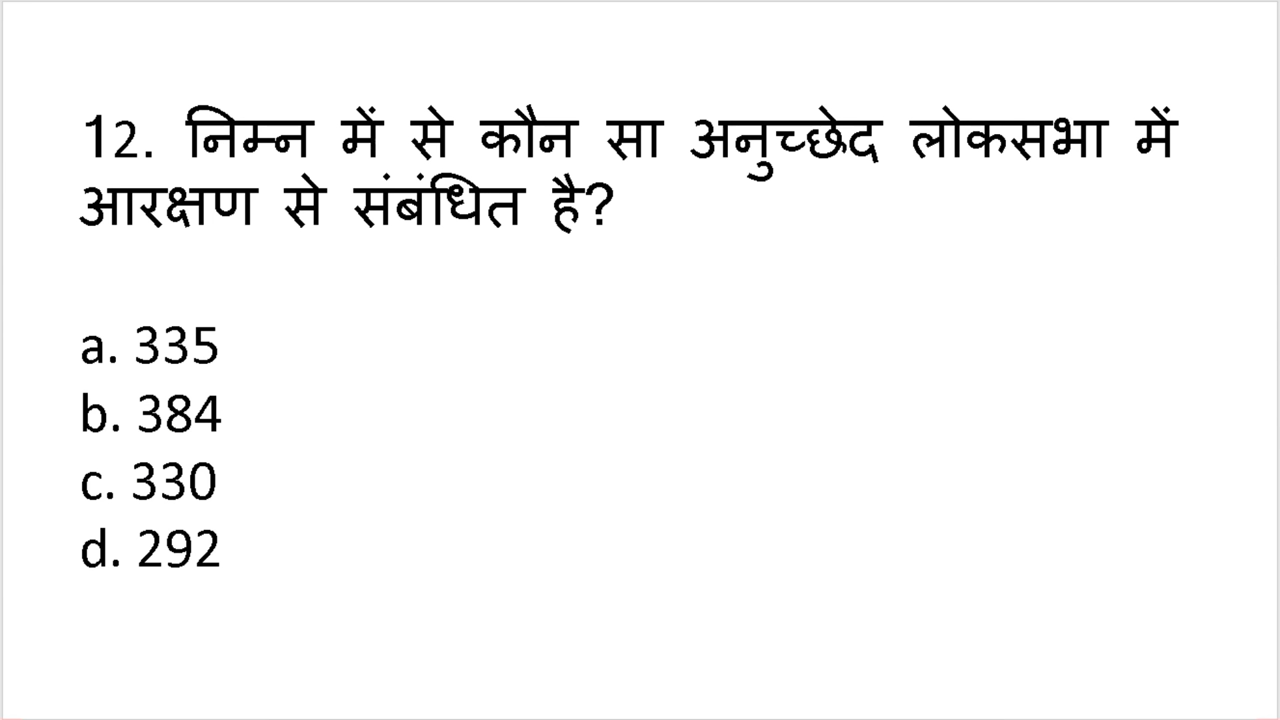 12. निम्न में से कौन सा अनुच्छेद लोकसभा में
आरक्षण से संबंधित है?
a. 335
b. 384
c. 330
d. 292